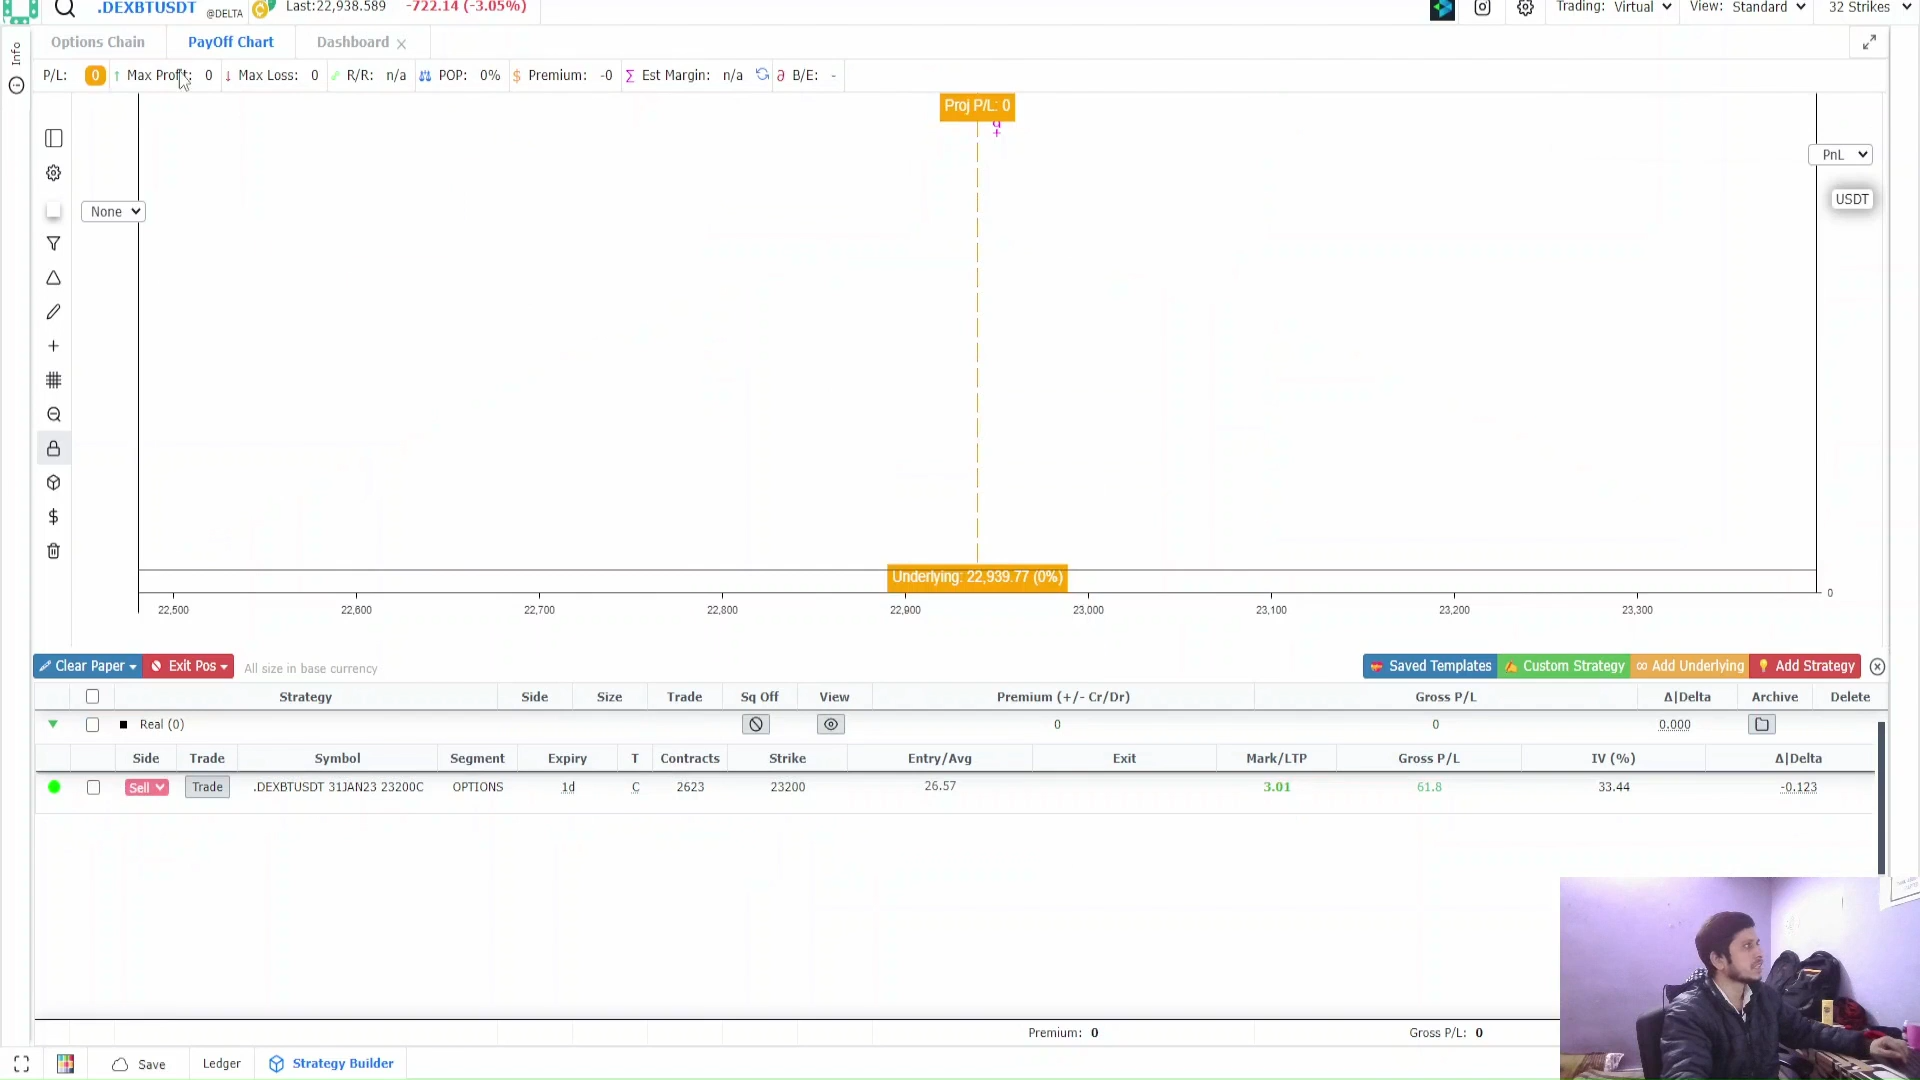 .DEXBTUSDT @DELTA Last:22,938.589 -722.14 (-3.05%) Trading: Virtual View: Standard 32 Strikes
Info
Options Chain PayOff Chart Dashboard
P/L: 0 Max Profit: 0 Max Loss: 0 R/R: n/a POP: 0% Premium: -0 Est Margin: n/a B/E: -
Proj P/L: 0
PnL
USDT
None
Underlying: 22,939.77 (0%)
0
22,500 22,600 22,700 22,800 22,900 23,000 23,100 23,200 23,300
Clear Paper Exit Pos All size in base currency Saved Templates Custom Strategy Add Underlying Add Strategy
Strategy Side Size Trade Sq Off View Premium (+/- Cr/Dr) Gross P/L Δ|Delta Archive Delete
Real (0) 0 0 0.000
Side Trade Symbol Segment Expiry T Contracts Strike Entry/Avg Exit Mark/LTP Gross P/L IV (%) Δ|Delta
Sell Trade .DEXBTUSDT 31JAN23 23200C OPTIONS 1d C 2623 23200 26.57 3.01 61.8 33.44 -0.123
Premium: 0 Gross P/L: 0
Save Ledger Strategy Builder